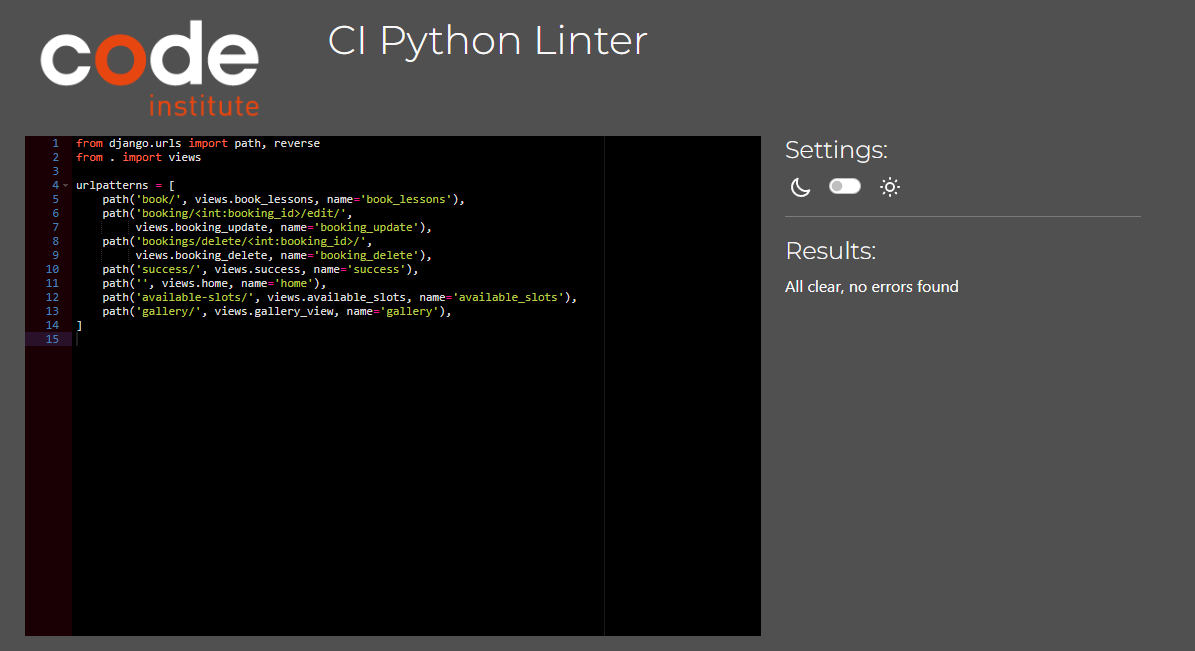 code
institute
CI Python Linter
1 from django.urls import path, reverse
2 from . import views
3
4 urlpatterns = [
5     path('book/', views.book_lessons, name='book_lessons'),
6     path('booking/<int:booking_id>/edit/',
7          views.booking_update, name='booking_update'),
8     path('bookings/delete/<int:booking_id>/',
9          views.booking_delete, name='booking_delete'),
10     path('success/', views.success, name='success'),
11     path('', views.home, name='home'),
12     path('available-slots/', views.available_slots, name='available_slots'),
13     path('gallery/', views.gallery_view, name='gallery'),
14 ]
15
Settings:
Results:
All clear, no errors found